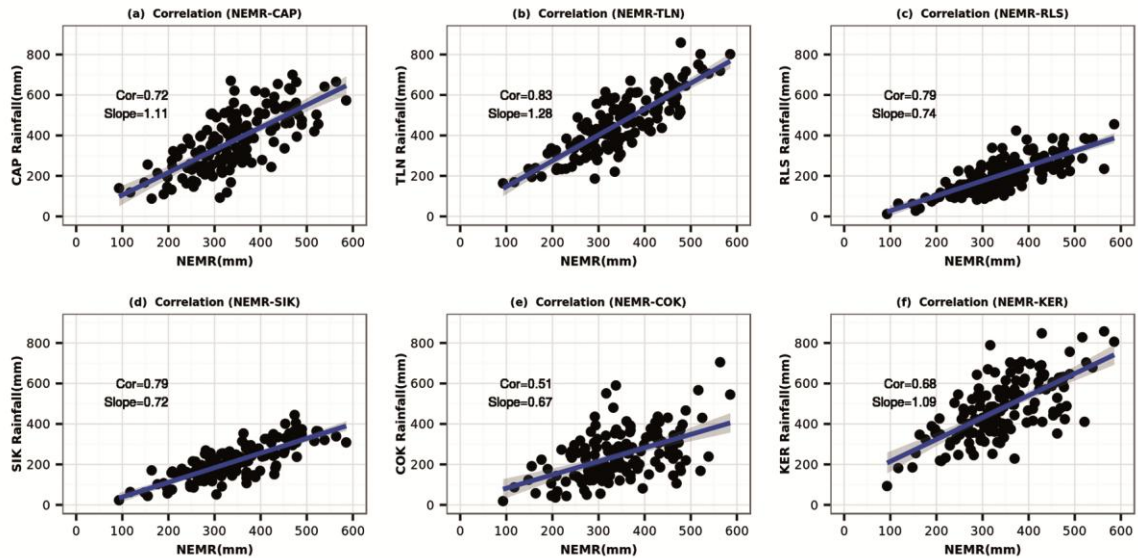 (a) Correlation (NEMR-CAP)
CAP Rainfall(mm)
800
600
400
200
0
Cor=0.72
Slope=1.11
0 100 200 300 400 500 600
NEMR(mm)
(b) Correlation (NEMR-TLN)
TLN Rainfall(mm)
800
600
400
200
0
Cor=0.83
Slope=1.28
0 100 200 300 400 500 600
NEMR(mm)
(c) Correlation (NEMR-RLS)
RLS Rainfall(mm)
800
600
400
200
0
Cor=0.79
Slope=0.74
0 100 200 300 400 500 600
NEMR(mm)
(d) Correlation (NEMR-SIK)
SIK Rainfall(mm)
800
600
400
200
0
Cor=0.79
Slope=0.72
0 100 200 300 400 500 600
NEMR(mm)
(e) Correlation (NEMR-COK)
COK Rainfall(mm)
800
600
400
200
0
Cor=0.51
Slope=0.67
0 100 200 300 400 500 600
NEMR(mm)
(f) Correlation (NEMR-KER)
KER Rainfall(mm)
800
600
400
200
0
Cor=0.68
Slope=1.09
0 100 200 300 400 500 600
NEMR(mm)